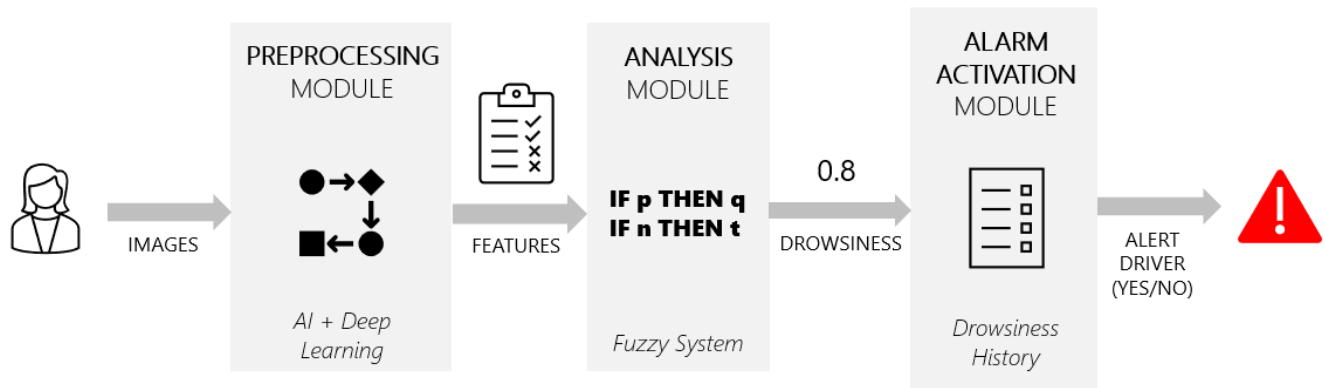 PREPROCESSING
MODULE
AI + Deep
Learning
IMAGES
FEATURES
ANALYSIS
MODULE
IF p THEN q
IF n THEN t
Fuzzy System
0.8
DROWSINESS
ALARM
ACTIVATION
MODULE
Drowsiness
History
ALERT
DRIVER
(YES/NO)